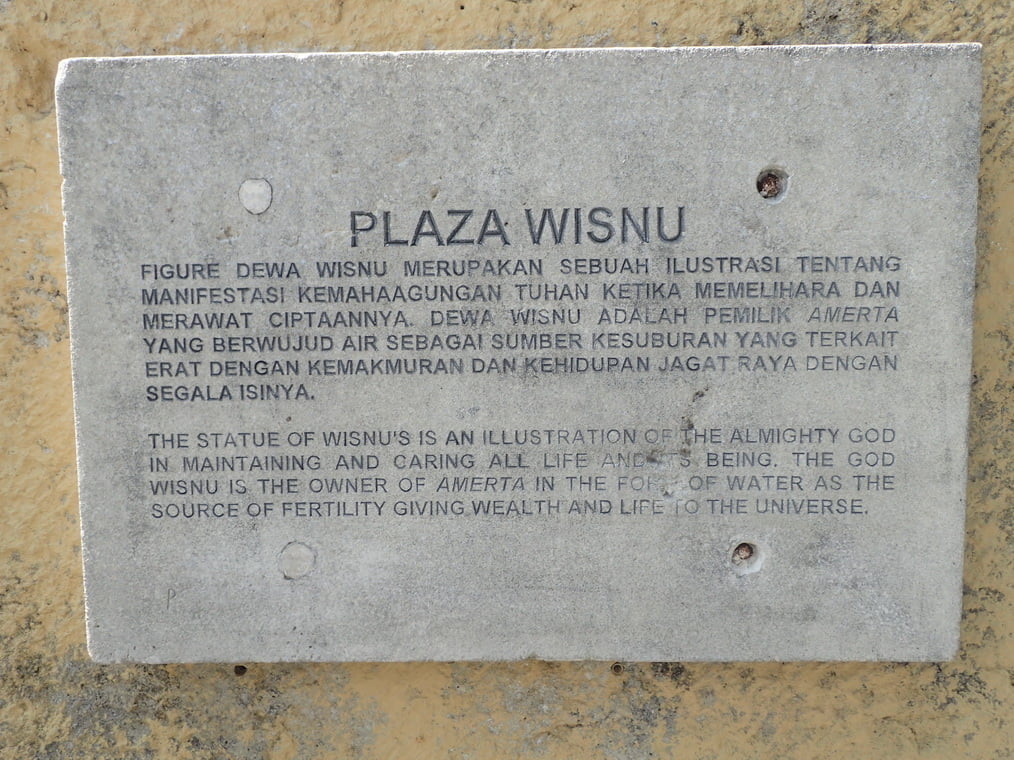 PLAZA WISNU
FIGURE DEWA WISNU MERUPAKAN SEBUAH ILUSTRASI TENTANG
MANIFESTASI KEMAHAAGUNGAN TUHAN KETIKA MEMELIHARA DAN
MERAWAT CIPTAANNYA. DEWA WISNU ADALAH PEMILIK AMERTA
YANG BERWUJUD AIR SEBAGAI SUMBER KESUBURAN YANG TERKAIT
ERAT DENGAN KEMAKMURAN DAN KEHIDUPAN JAGAT RAYA DENGAN
SEGALA ISINYA.
THE STATUE OF WISNU'S IS AN ILLUSTRATION OF THE ALMIGHTY GOD
IN MAINTAINING AND CARING ALL LIFE AND ITS BEING. THE GOD
WISNU IS THE OWNER OF AMERTA IN THE FORM OF WATER AS THE
SOURCE OF FERTILITY GIVING WEALTH AND LIFE TO THE UNIVERSE.
P